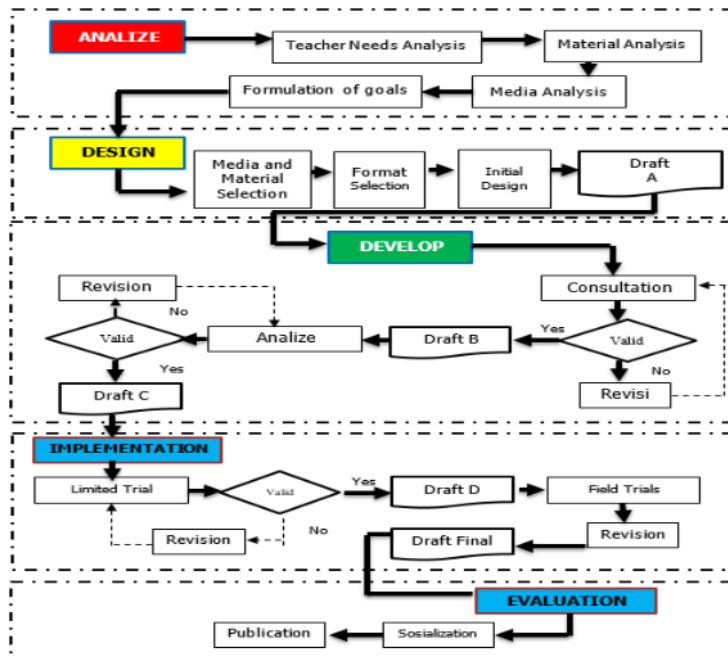 ANALIZE
Teacher Needs Analysis
Material Analysis
Formulation of goals
Media Analysis
DESIGN
Media and
Material
Selection
Format
Selection
Initial
Design
Draft
A
DEVELOP
Revision
Consultation
No
Valid
Analize
Draft B
Yes
Valid
Yes
No
Draft C
Revisi
IMPLEMENTATION
Limited Trial
Valid
Yes
Draft D
Field Trials
No
Revision
Draft Final
Revision
EVALUATION
Publication
Sosialization